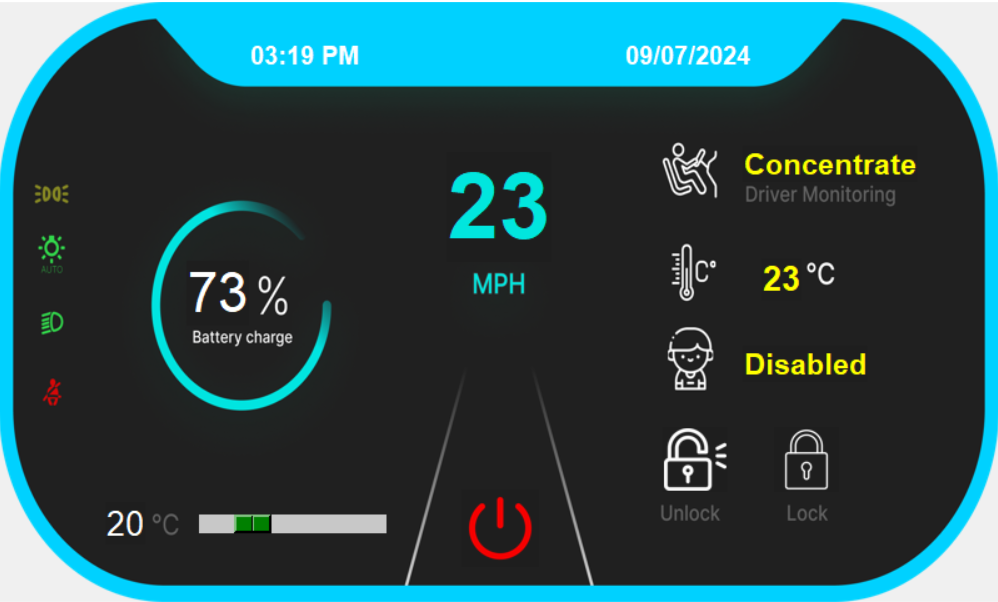 03:19 PM
09/07/2024
23
MPH
AUTO
73 %
Battery charge
20 °C
Concentrate
Driver Monitoring
C°
23 °C
Disabled
Unlock
Lock